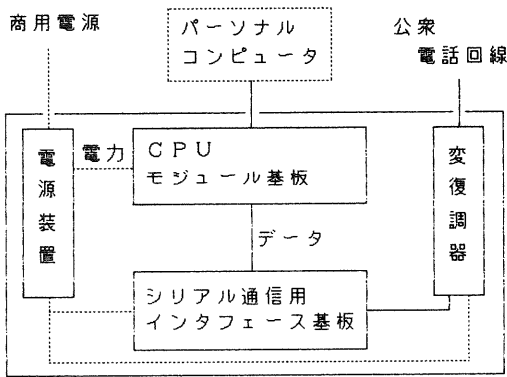 商用電源
パーソナル
コンピュータ
公衆
電話回線
電源装置
電力
CPU
モジュール基板
変復調器
データ
シリアル通信用
インタフェース基板